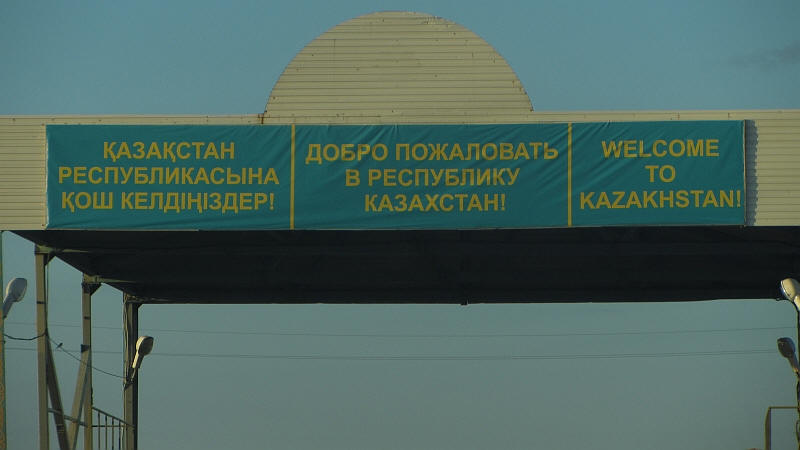 ҚАЗАҚСТАН
РЕСПУБЛИКАСЫНА
ҚОШ КЕЛДІҢІЗДЕР!
ДОБРО ПОЖАЛОВАТЬ
В РЕСПУБЛИКУ
КАЗАХСТАН!
WELCOME
TO
KAZAKHSTAN!